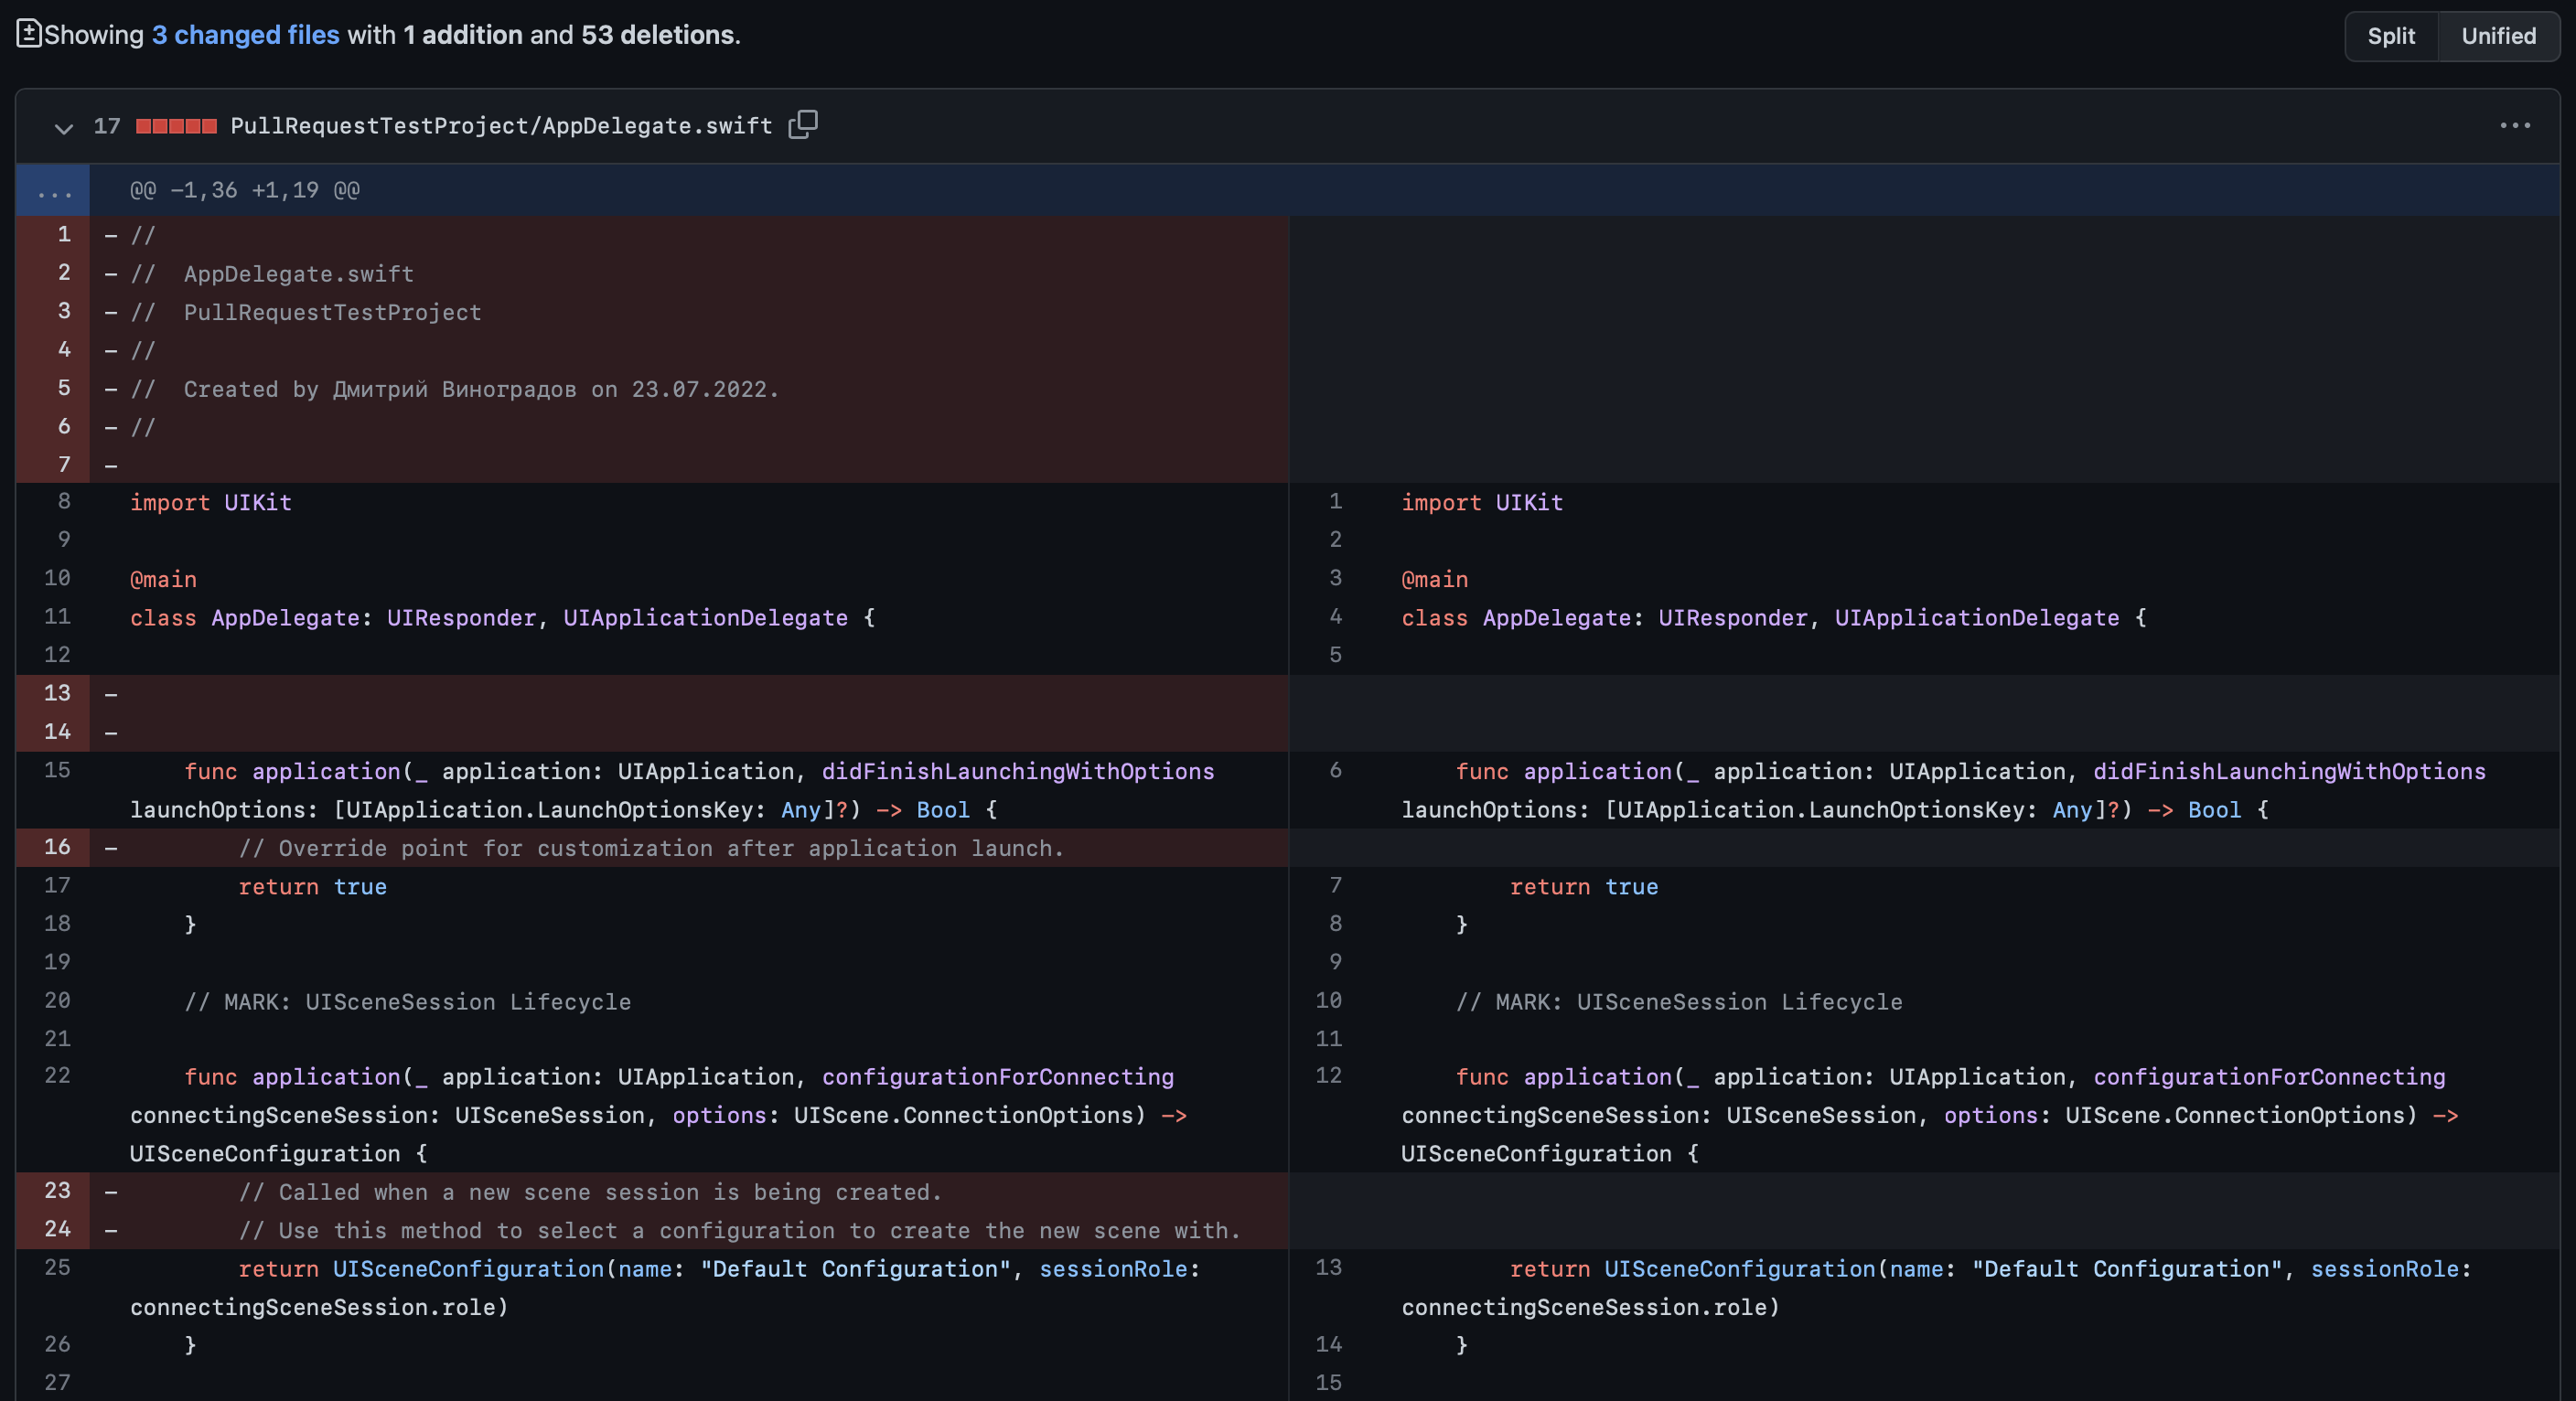 Showing 3 changed files with 1 addition and 53 deletions.
Split Unified
17 PullRequestTestProject/AppDelegate.swift
... @@ -1,36 +1,19 @@
1 - //
2 - //  AppDelegate.swift
3 - //  PullRequestTestProject
4 - //
5 - //  Created by Дмитрий Виноградов on 23.07.2022.
6 - //
7 -
8 import UIKit 1 import UIKit
9 2
10 @main 3 @main
11 class AppDelegate: UIResponder, UIApplicationDelegate { 4 class AppDelegate: UIResponder, UIApplicationDelegate {
12 5
13 -
14 -
15 func application(_ application: UIApplication, didFinishLaunchingWithOptions 6 func application(_ application: UIApplication, didFinishLaunchingWithOptions
launchOptions: [UIApplication.LaunchOptionsKey: Any]?) -> Bool { launchOptions: [UIApplication.LaunchOptionsKey: Any]?) -> Bool {
16 - // Override point for customization after application launch.
17 return true 7 return true
18 } 8 }
19 9
20 // MARK: UISceneSession Lifecycle 10 // MARK: UISceneSession Lifecycle
21 11
22 func application(_ application: UIApplication, configurationForConnecting 12 func application(_ application: UIApplication, configurationForConnecting
connectingSceneSession: UISceneSession, options: UIScene.ConnectionOptions) -> connectingSceneSession: UISceneSession, options: UIScene.ConnectionOptions) ->
UISceneConfiguration { UISceneConfiguration {
23 - // Called when a new scene session is being created.
24 - // Use this method to select a configuration to create the new scene with.
25 return UISceneConfiguration(name: "Default Configuration", sessionRole: 13 return UISceneConfiguration(name: "Default Configuration", sessionRole:
connectingSceneSession.role) connectingSceneSession.role)
26 } 14 }
27 15